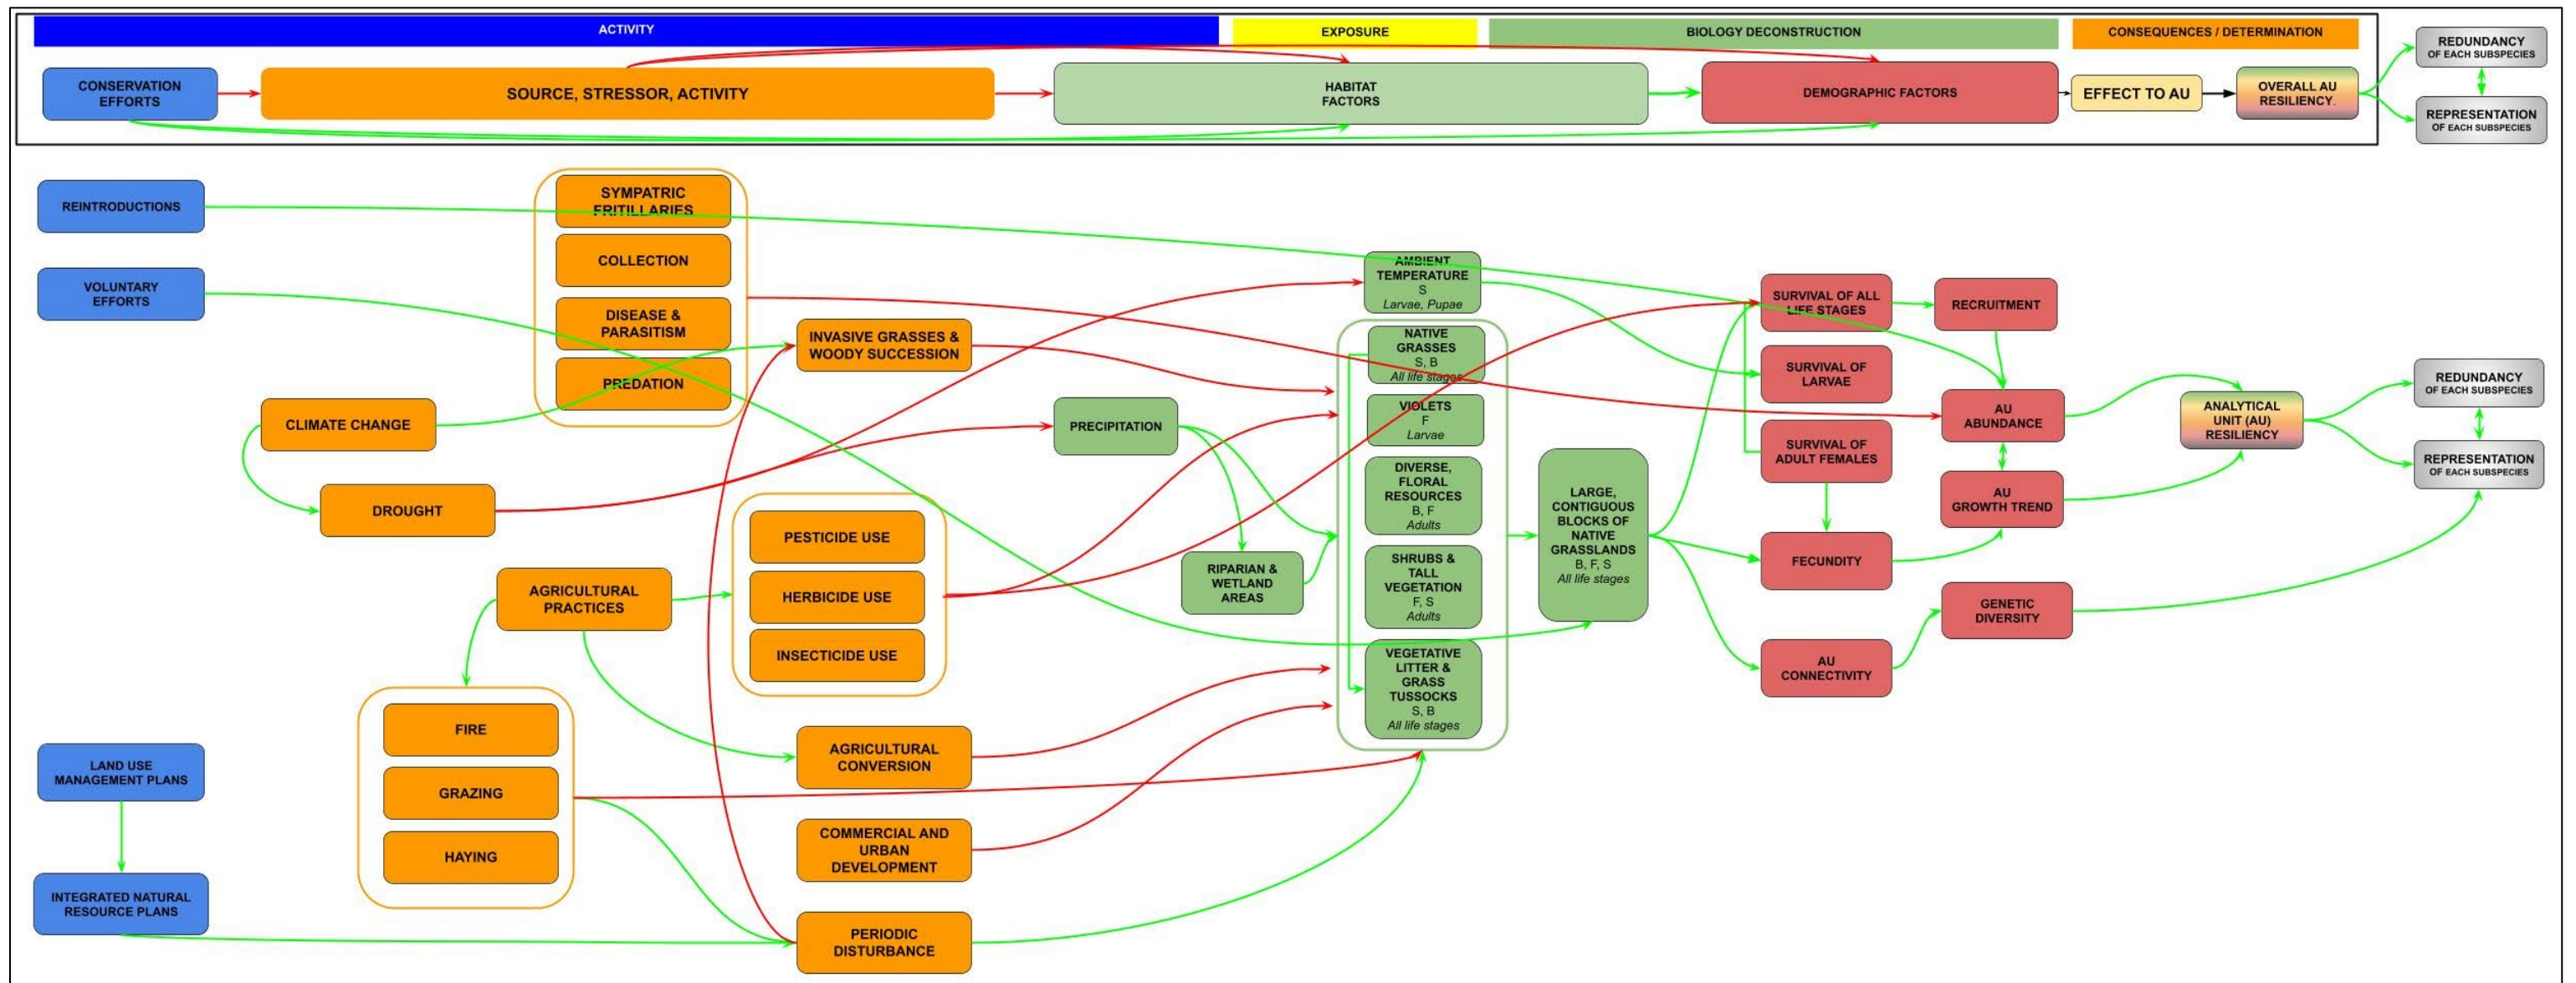 ACTIVITY
EXPOSURE
BIOLOGY DECONSTRUCTION
CONSEQUENCES / DETERMINATION
CONSERVATION
EFFORTS
SOURCE, STRESSOR, ACTIVITY
HABITAT
FACTORS
DEMOGRAPHIC FACTORS
EFFECT TO AU
OVERALL AU
RESILIENCY.
REDUNDANCY
OF EACH SUBSPECIES
REPRESENTATION
OF EACH SUBSPECIES
REINTRODUCTIONS
VOLUNTARY
EFFORTS
SYMPATRIC
FRITILLARIES
COLLECTION
DISEASE &
PARASITISM
PREDATION
INVASIVE GRASSES &
WOODY SUCCESSION
CLIMATE CHANGE
DROUGHT
AGRICULTURAL
PRACTICES
PESTICIDE USE
HERBICIDE USE
INSECTICIDE USE
FIRE
GRAZING
HAYING
LAND USE
MANAGEMENT PLANS
INTEGRATED NATURAL
RESOURCE PLANS
AGRICULTURAL
CONVERSION
COMMERCIAL AND
URBAN
DEVELOPMENT
PERIODIC
DISTURBANCE
PRECIPITATION
RIPARIAN &
WETLAND
AREAS
AMBIENT
TEMPERATURE
S
Larvae, Pupae
NATIVE
GRASSES
S, B
All life stages
VIOLETS
F
Larvae
DIVERSE,
FLORAL
RESOURCES
B, F
Adults
SHRUBS &
TALL
VEGETATION
F, S
Adults
VEGETATIVE
LITTER &
GRASS
TUSSOCKS
S, B
All life stages
LARGE,
CONTIGUOUS
BLOCKS OF
NATIVE
GRASSLANDS
B, F, S
All life stages
SURVIVAL OF ALL
LIFE STAGES
SURVIVAL OF
LARVAE
SURVIVAL OF
ADULT FEMALES
FECUNDITY
AU
CONNECTIVITY
RECRUITMENT
AU
ABUNDANCE
AU
GROWTH TREND
GENETIC
DIVERSITY
ANALYTICAL
UNIT (AU)
RESILIENCY
REDUNDANCY
OF EACH SUBSPECIES
REPRESENTATION
OF EACH SUBSPECIES